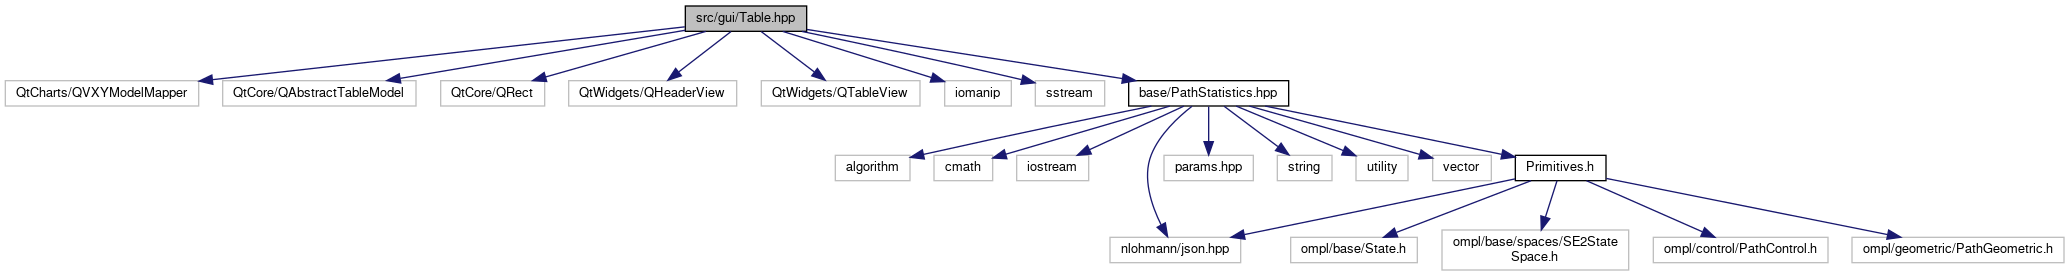 src/gui/Table.hpp
QtCharts/QVXYModelMapper
QtCore/QAbstractTableModel
QtCore/QRect
QtWidgets/QHeaderView
QtWidgets/QTableView
iomanip
sstream
base/PathStatistics.hpp
algorithm
cmath
iostream
params.hpp
string
utility
vector
Primitives.h
nlohmann/json.hpp
ompl/base/State.h
ompl/base/spaces/SE2State
Space.h
ompl/control/PathControl.h
ompl/geometric/PathGeometric.h